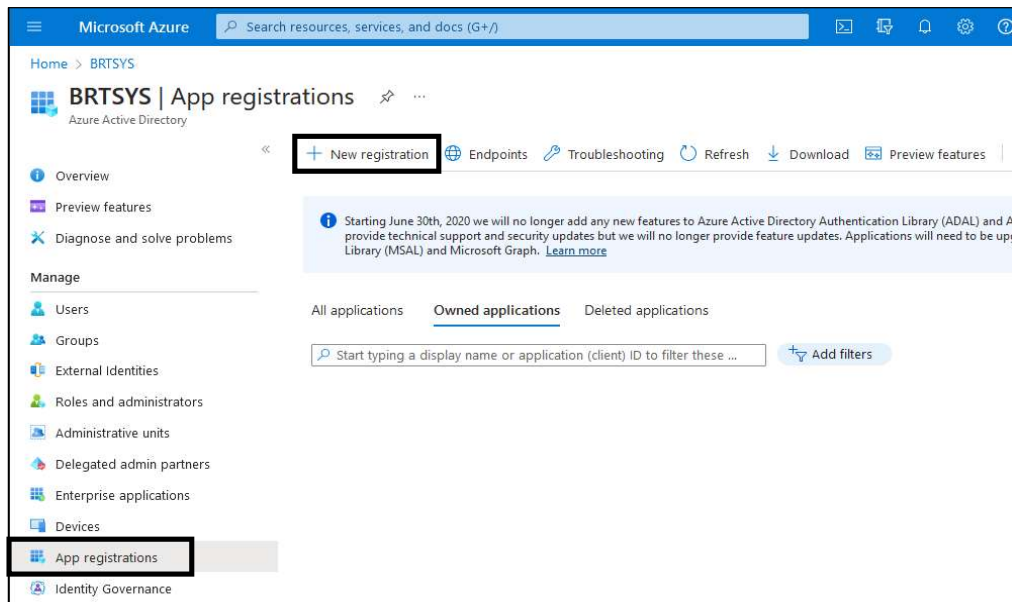 Microsoft Azure
Search resources, services, and docs (G+/)
Home > BRTSYS
BRTSYS | App registrations
Azure Active Directory
New registration
Endpoints
Troubleshooting
Refresh
Download
Preview features
Overview
Preview features
Diagnose and solve problems
Manage
Users
Groups
External Identities
Roles and administrators
Administrative units
Delegated admin partners
Enterprise applications
Devices
App registrations
Identity Governance
Starting June 30th, 2020 we will no longer add any new features to Azure Active Directory Authentication Library (ADAL) and
provide technical support and security updates but we will no longer provide feature updates. Applications will need to be
Library (MSAL) and Microsoft Graph. Learn more
All applications
Owned applications
Deleted applications
Start typing a display name or application (client) ID to filter these ...
Add filters